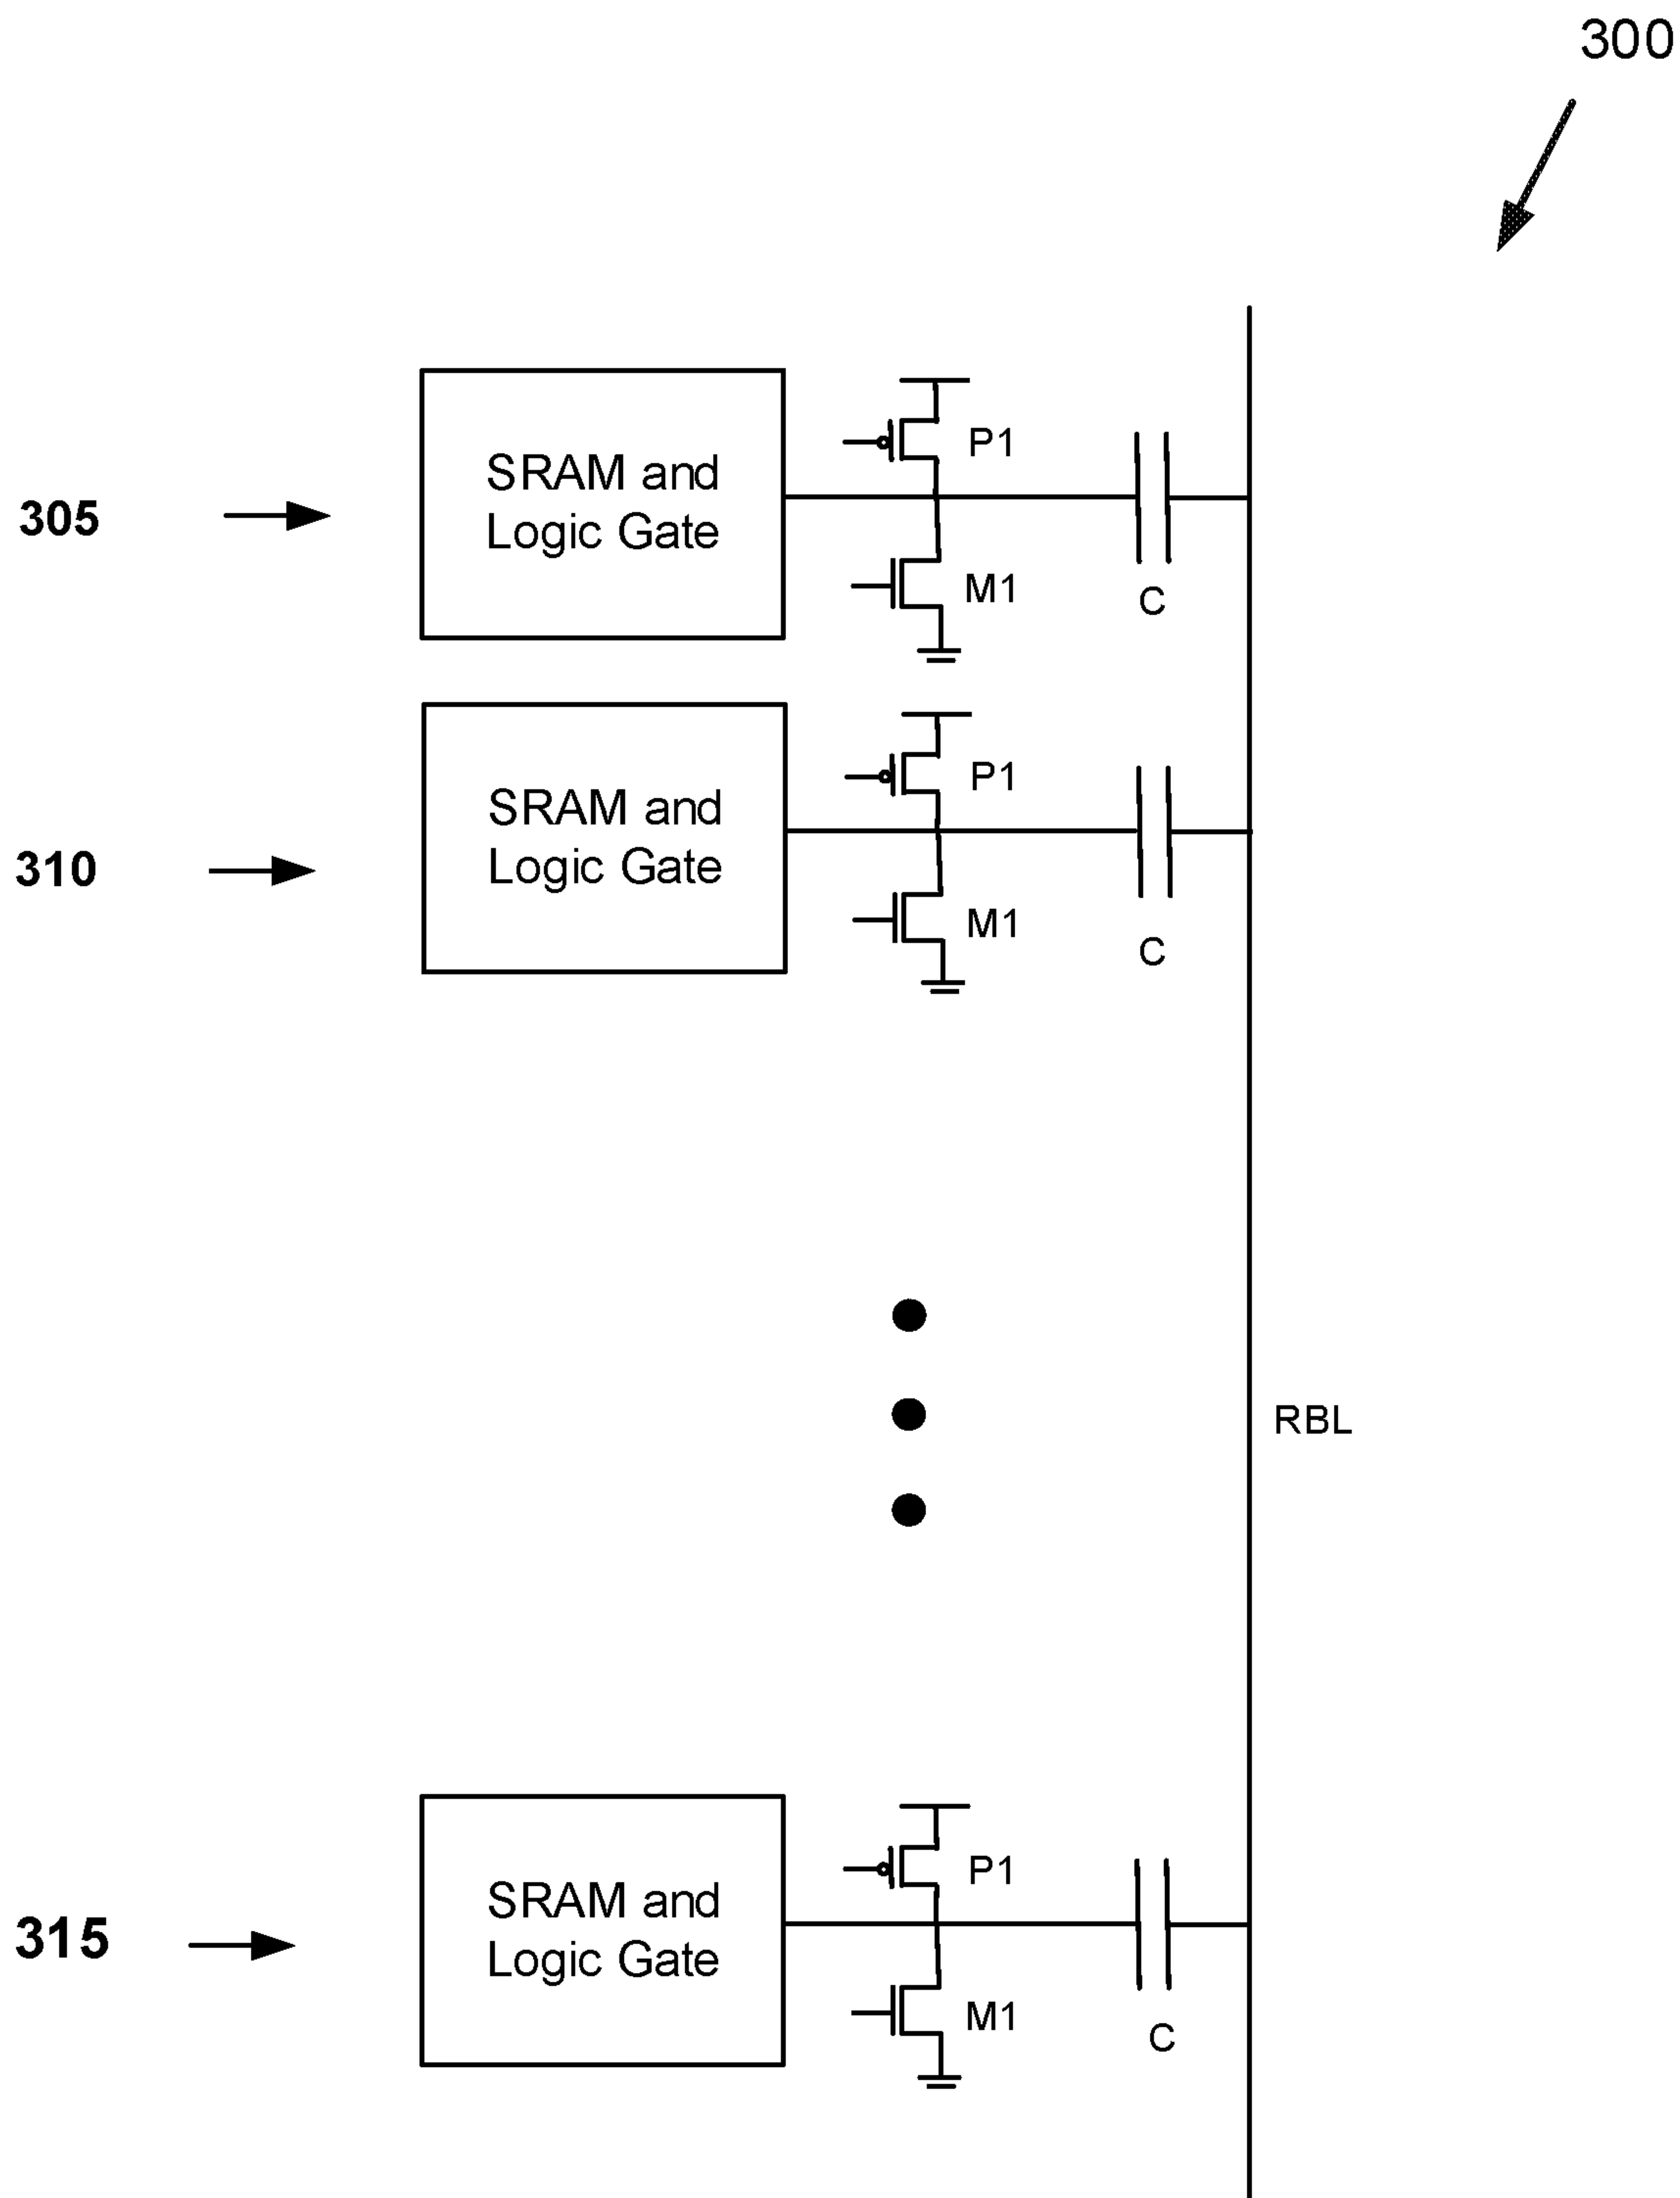 300
305
SRAM and
Logic Gate
P1
M1
C
310
SRAM and
Logic Gate
P1
M1
C
RBL
315
SRAM and
Logic Gate
P1
M1
C